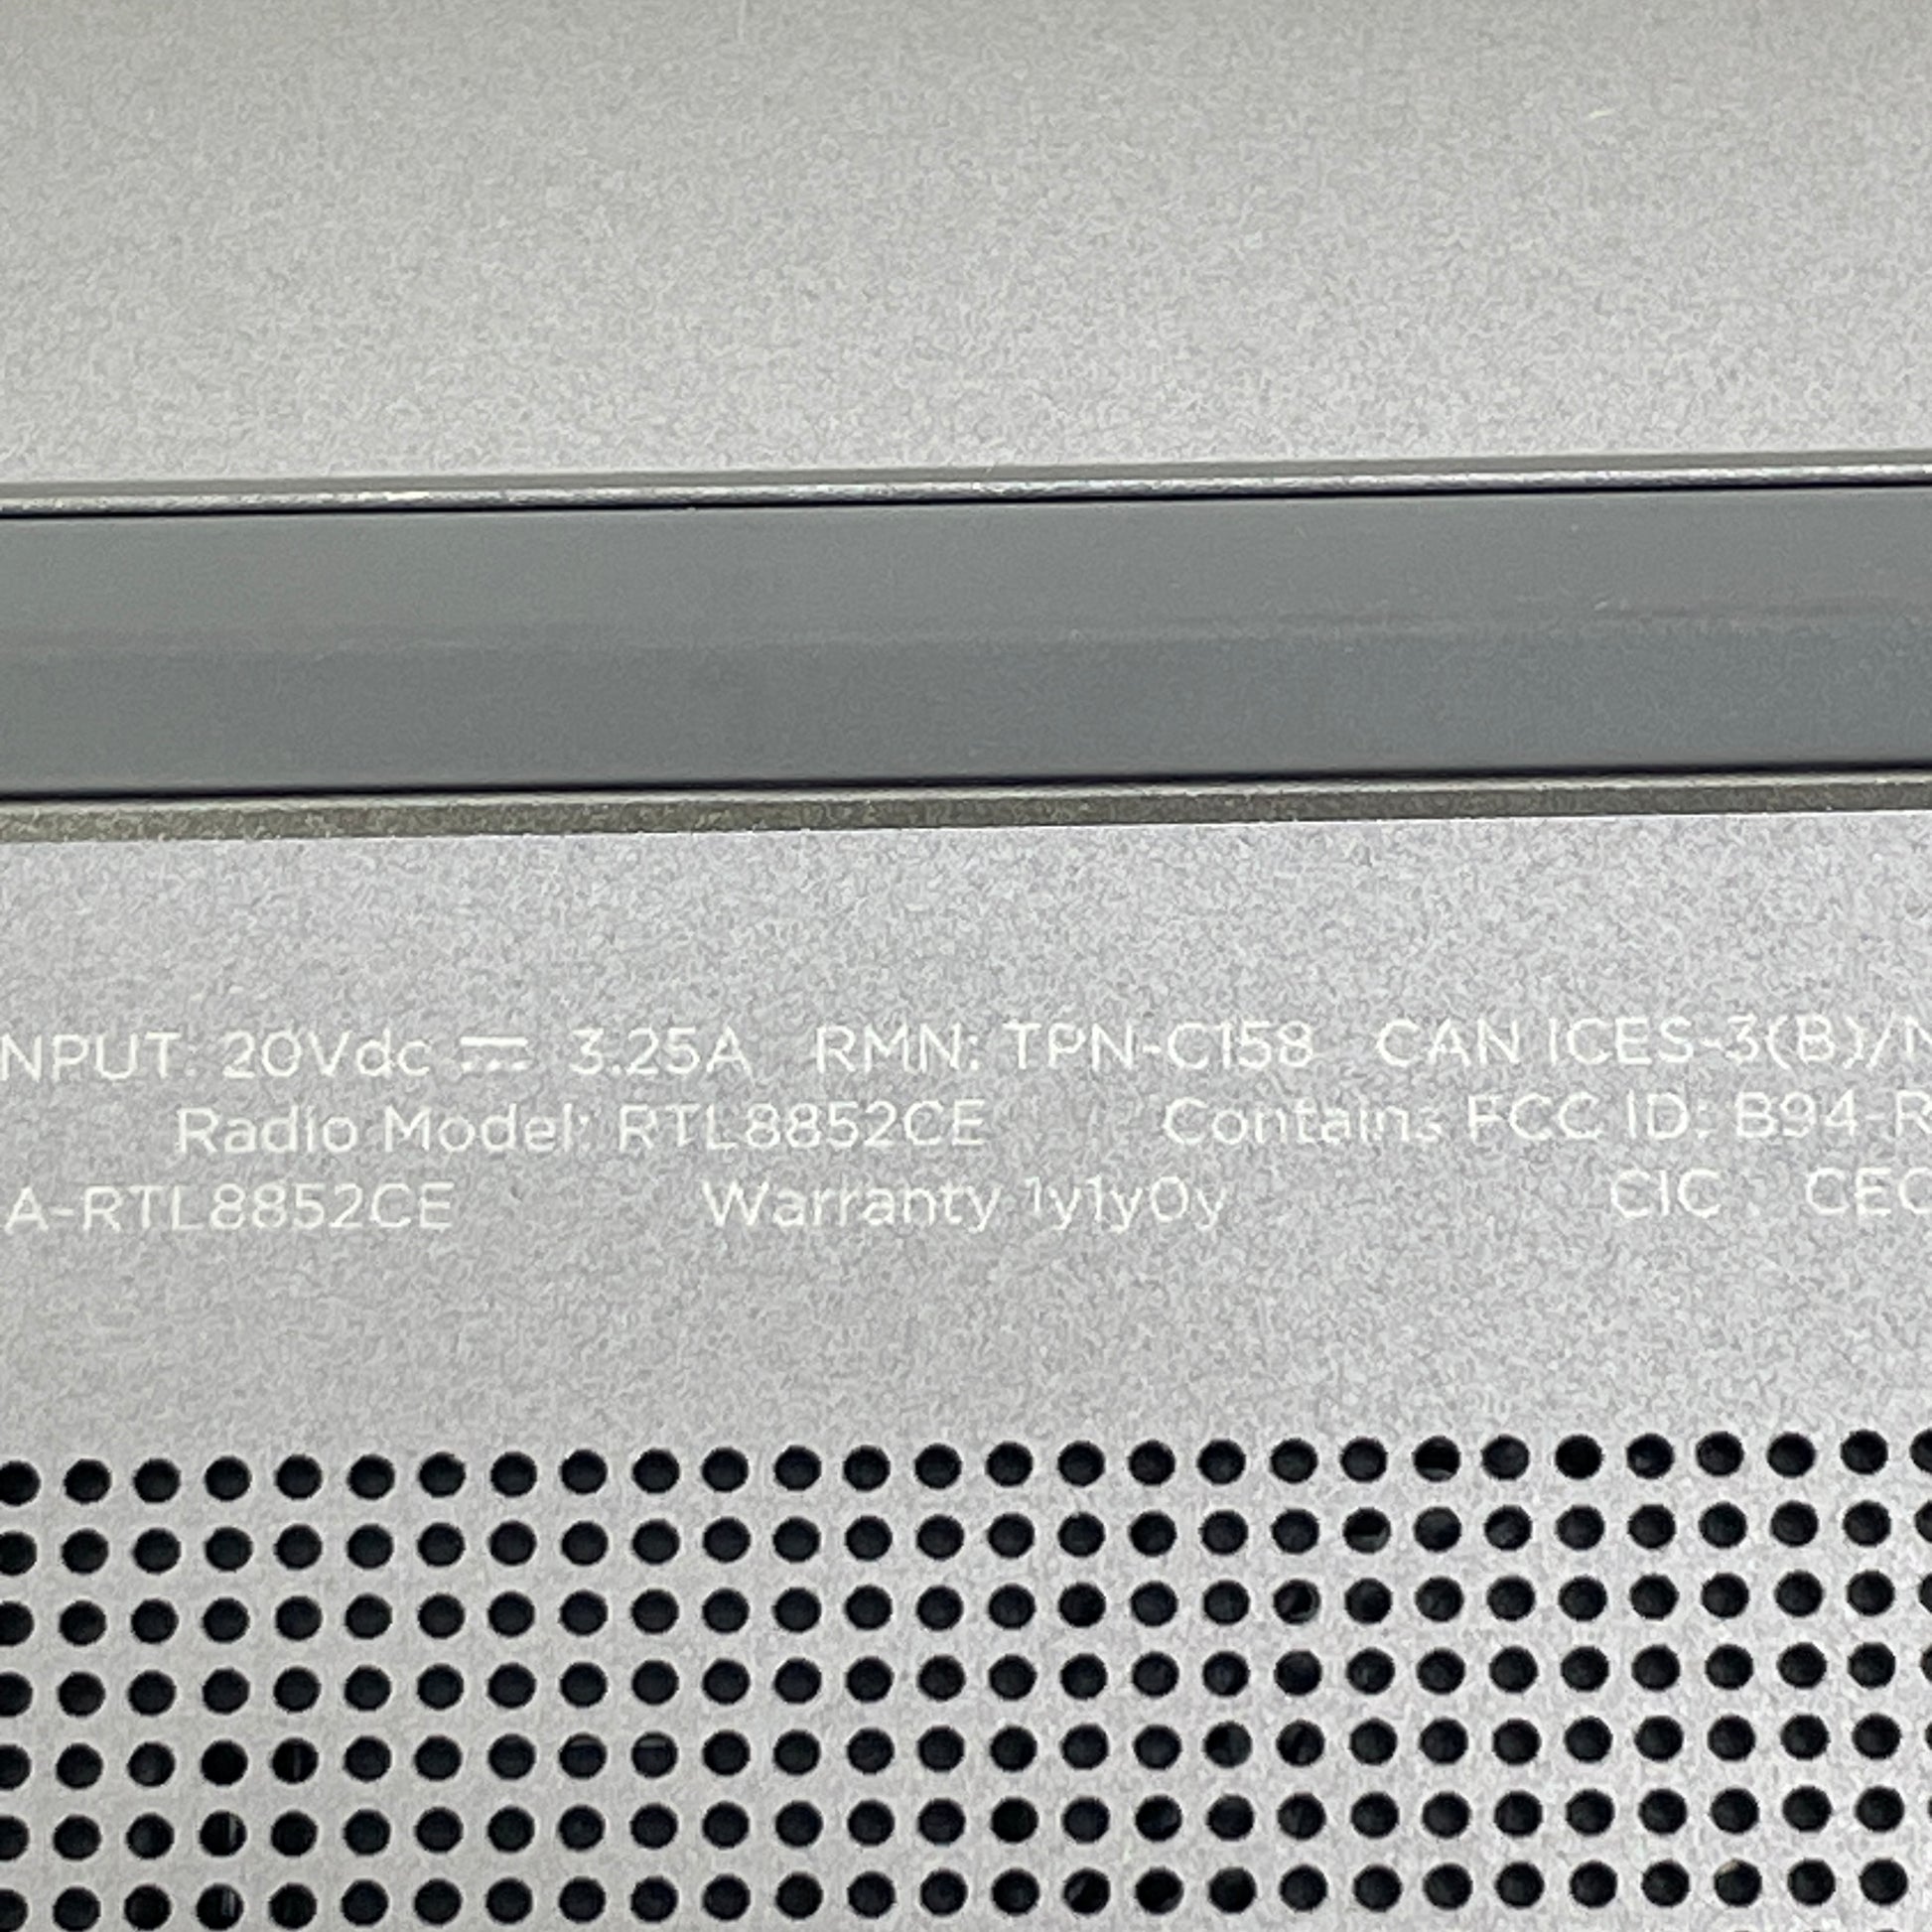 NPUT: 20Vdc ⎓ 3.25A RMN: TPN-C158 CAN ICES-3(B)/N
Radio Model: RTL8852CE Contains FCC ID: B94-R
A-RTL8852CE Warranty 1y1y0y CIC : CEC